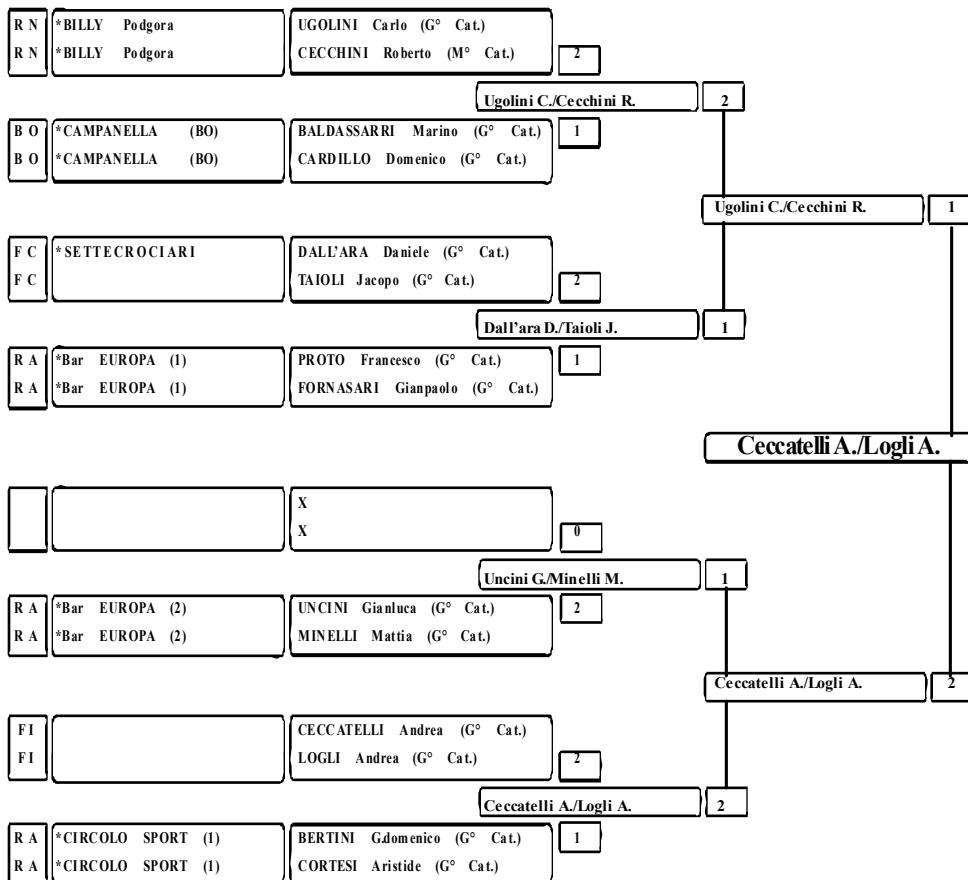 R N *BILLY Podgora UGOLINI Carlo (G° Cat.)
R N *BILLY Podgora CECCHINI Roberto (M° Cat.) 2
Ugolini C./Cecchini R. 2
B O *CAMPANELLA (BO) BALDASSARRI Marino (G° Cat.) 1
B O *CAMPANELLA (BO) CARDILLO Domenico (G° Cat.)
Ugolini C./Cecchini R. 1
F C *SETTECROCIARI DALL'ARA Daniele (G° Cat.)
F C TAIOLI Jacopo (G° Cat.) 2
Dall'ara D./Taioli J. 1
R A *Bar EUROPA (1) PROTO Francesco (G° Cat.) 1
R A *Bar EUROPA (1) FORNASARI Gianpaolo (G° Cat.)
Ceccatelli A./Logli A.
X
X 0
Uncini G./Minelli M. 1
R A *Bar EUROPA (2) UNCINI Gianluca (G° Cat.) 2
R A *Bar EUROPA (2) MINELLI Mattia (G° Cat.)
Ceccatelli A./Logli A. 2
F I CECCATELLI Andrea (G° Cat.)
F I LOGLI Andrea (G° Cat.) 2
Ceccatelli A./Logli A. 2
R A *CIRCOLO SPORT (1) BERTINI G.domenico (G° Cat.) 1
R A *CIRCOLO SPORT (1) CORTESI Aristide (G° Cat.)